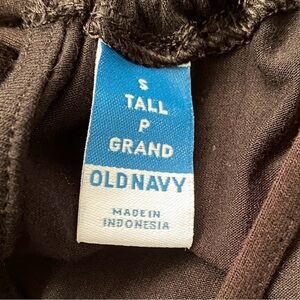 S
TALL
P
GRAND
OLD NAVY
MADE IN
INDONESIA